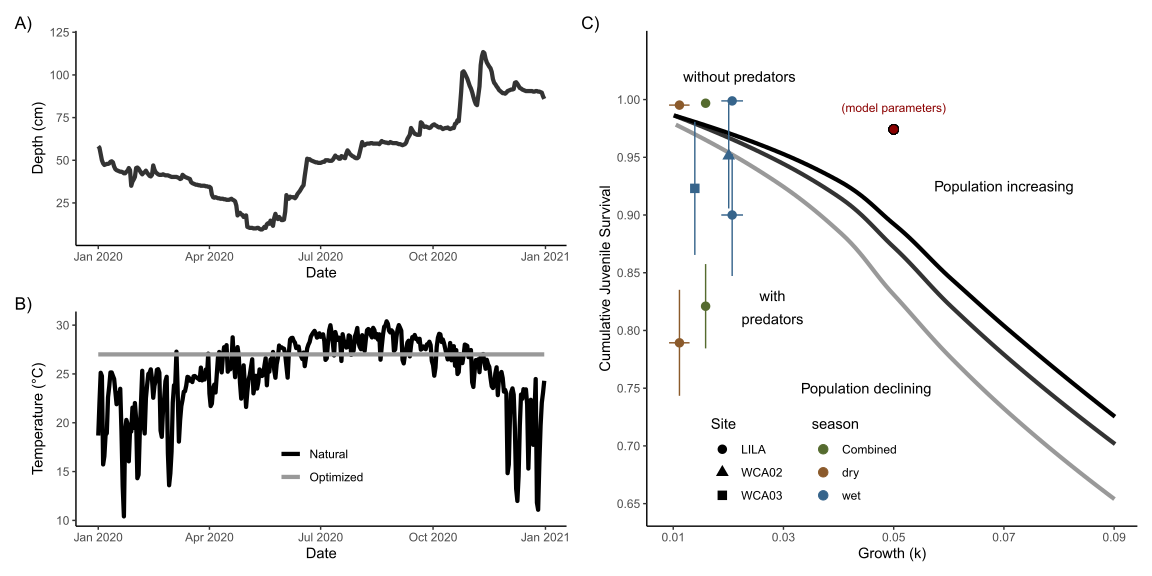 A)
125
100
75
50
25
Depth (cm)
Jan 2020
Apr 2020
Jul 2020
Oct 2020
Jan 2021
Date
B)
30
25
20
15
10
Temperature (°C)
Natural
Optimized
Jan 2020
Apr 2020
Jul 2020
Oct 2020
Jan 2021
Date
C)
1.00
0.95
0.90
0.85
0.80
0.75
0.70
0.65
Cumulative Juvenile Survival
without predators
(model parameters)
Population increasing
with
predators
Population declining
Site
LILA
WCA02
WCA03
season
Combined
dry
wet
0.01
0.03
0.05
0.07
0.09
Growth (k)